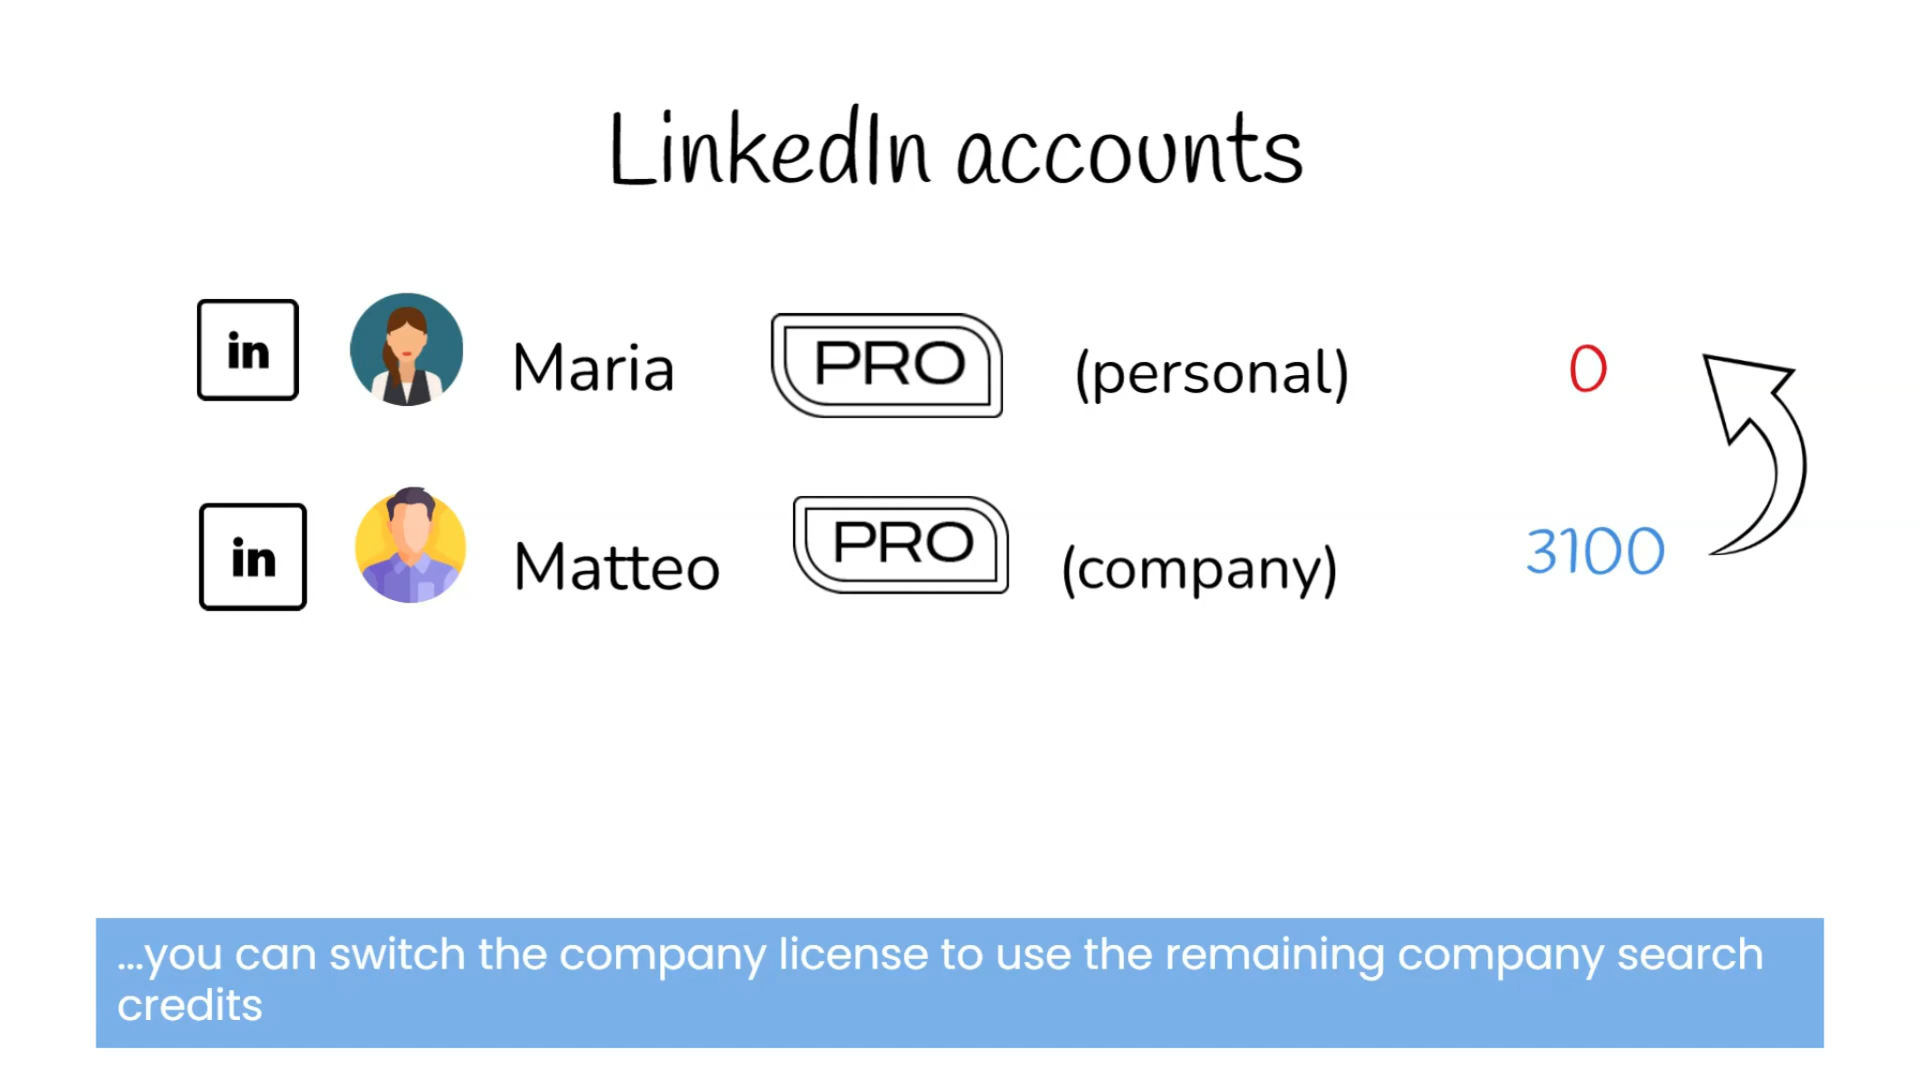 LinkedIn accounts
in Maria PRO (personal) 0
in Matteo PRO (company) 3100
...you can switch the company license to use the remaining company search
credits